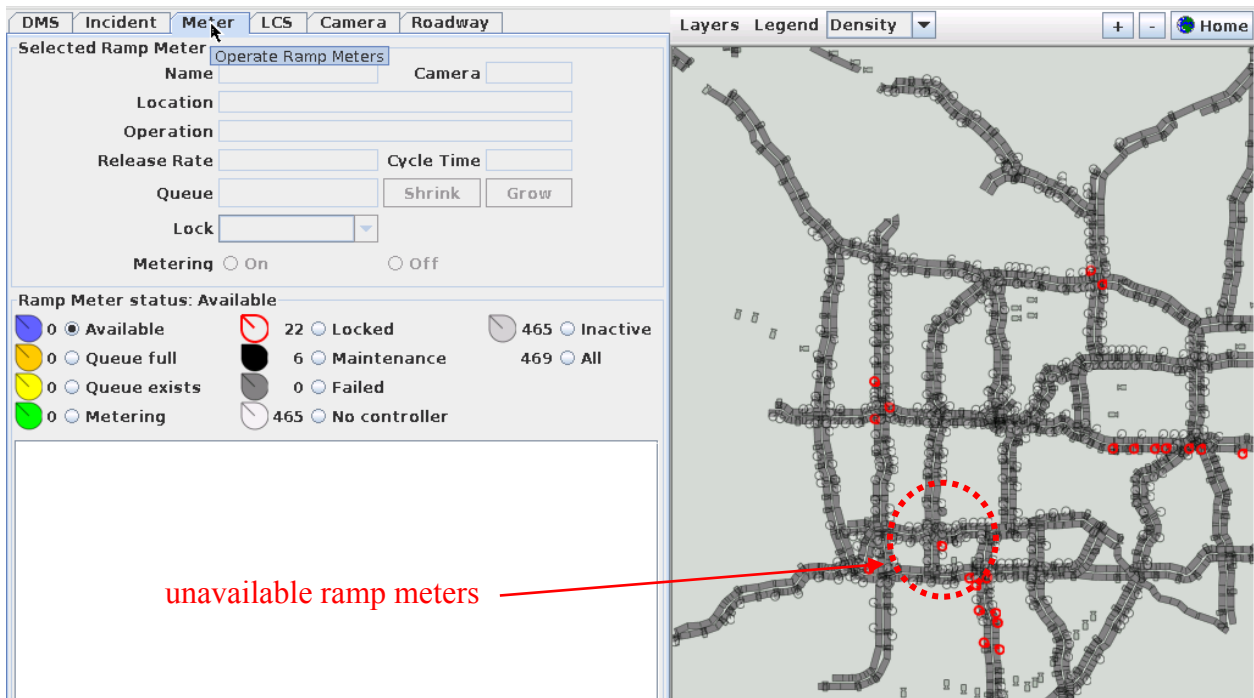 DMS Incident Meter LCS Camera Roadway
Layers Legend Density + - Home
Selected Ramp Meter
Operate Ramp Meters
Name Camera
Location
Operation
Release Rate Cycle Time
Queue Shrink Grow
Lock
Metering On Off
Ramp Meter status: Available
0 Available 22 Locked 465 Inactive
0 Queue full 6 Maintenance 469 All
0 Queue exists 0 Failed
0 Metering 465 No controller
unavailable ramp meters